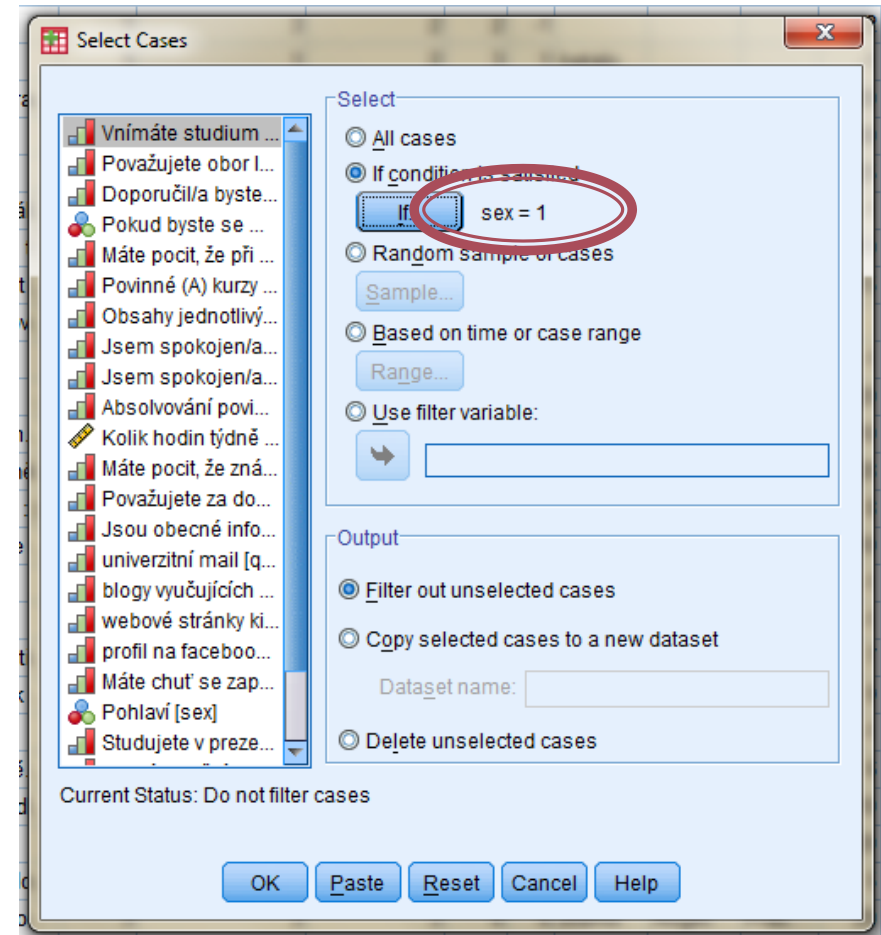 Select Cases
Vnímáte studium ...
Považujete obor I...
Doporučil/a byste...
Pokud byste se ...
Máte pocit, že při ...
Povinné (A) kurzy ...
Obsahy jednotlivý...
Jsem spokojen/a...
Jsem spokojen/a...
Absolvování povi...
Kolik hodin týdně ...
Máte pocit, že zná...
Považujete za do...
Jsou obecné info...
univerzitní mail [q...
blogy vyučujících ...
webové stránky ki...
profil na faceboo...
Máte chuť se zap...
Pohlaví [sex]
Studujete v preze...
Select
All cases
If condition is satisfied
If...
sex = 1
Random sample of cases
Sample...
Based on time or case range
Range...
Use filter variable:
Output
Filter out unselected cases
Copy selected cases to a new dataset
Dataset name:
Delete unselected cases
Current Status: Do not filter cases
OK Paste Reset Cancel Help